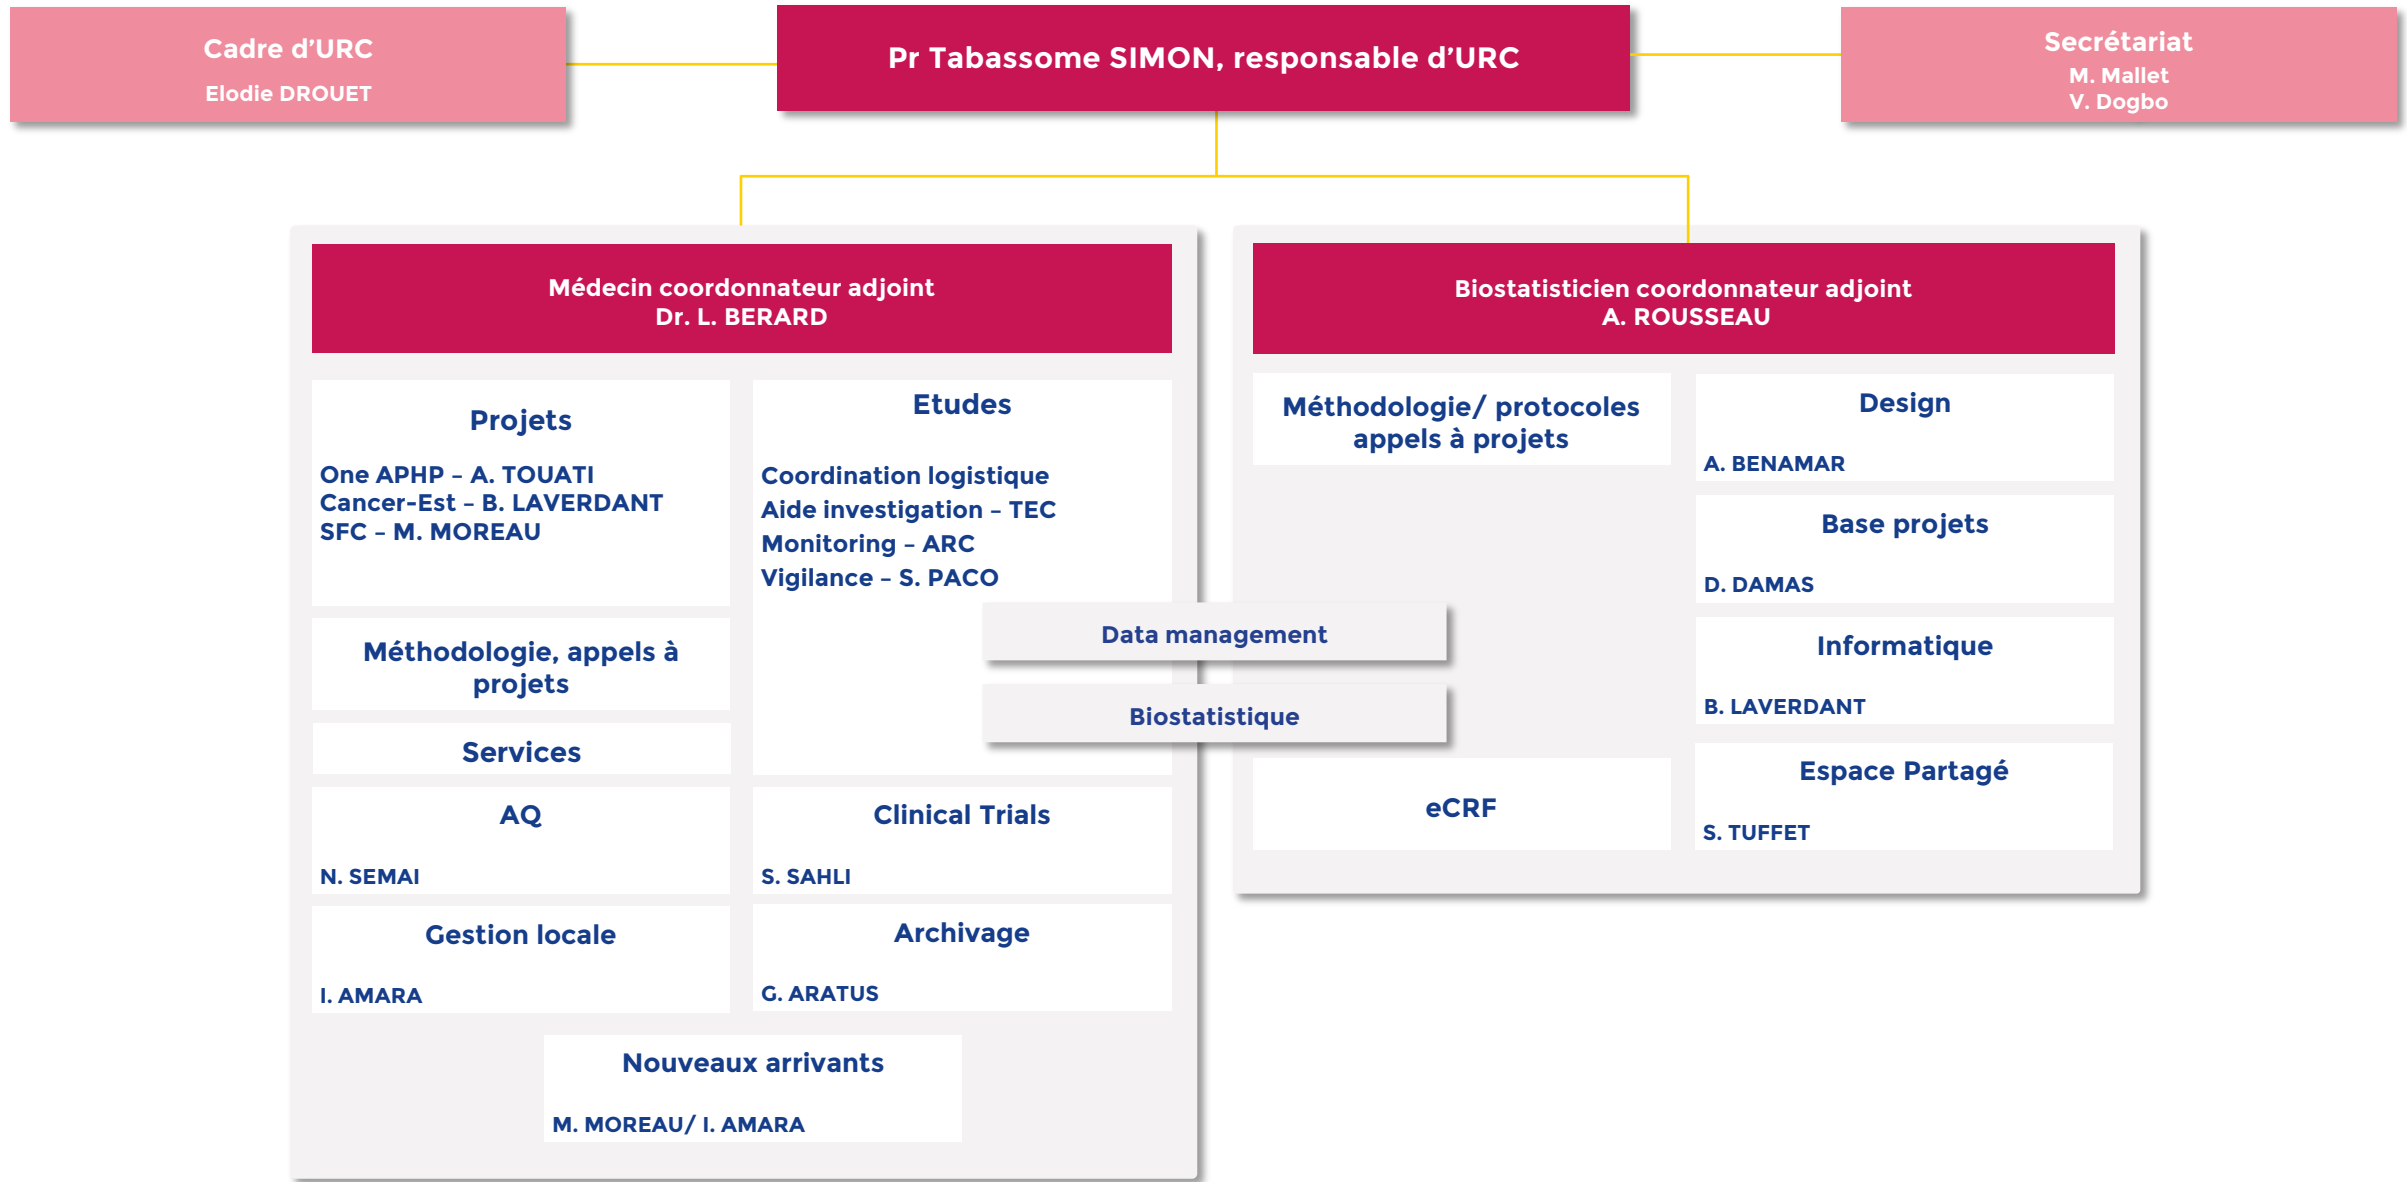 Cadre d'URC
Elodie DROUET
Pr Tabassome SIMON, responsable d'URC
Secrétariat
M. Mallet
V. Dogbo
Médecin coordonnateur adjoint
Dr. L. BERARD
Projets
One APHP – A. TOUATI
Cancer-Est – B. LAVERDANT
SFC – M. MOREAU
Etudes
Coordination logistique
Aide investigation – TEC
Monitoring – ARC
Vigilance – S. PACO
Méthodologie, appels à
projets
Services
AQ
N. SEMAI
Clinical Trials
S. SAHLI
Gestion locale
I. AMARA
Archivage
G. ARATUS
Nouveaux arrivants
M. MOREAU/ I. AMARA
Data management
Biostatistique
Biostatisticien coordonnateur adjoint
A. ROUSSEAU
Méthodologie/ protocoles
appels à projets
Design
A. BENAMAR
Base projets
D. DAMAS
Informatique
B. LAVERDANT
eCRF
Espace Partagé
S. TUFFET